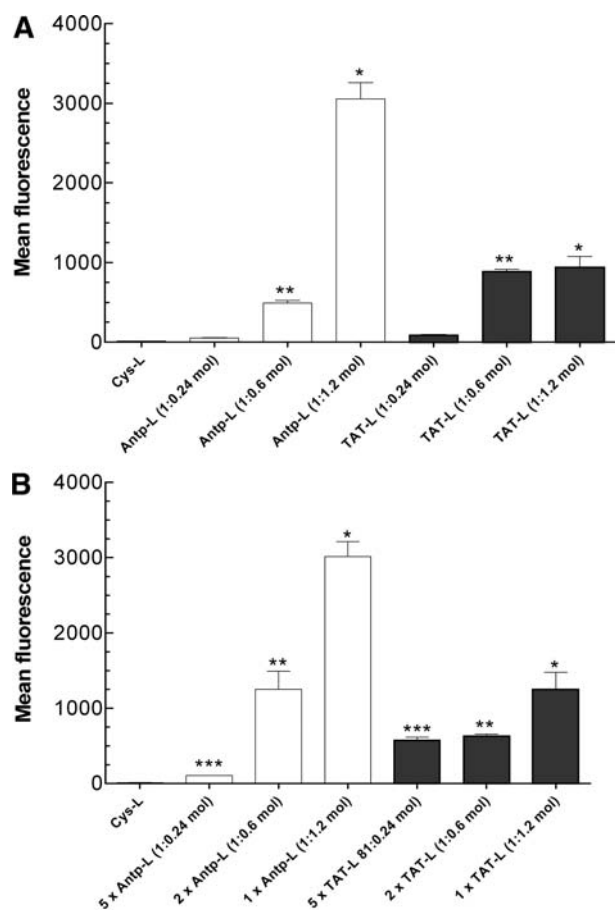 A
Mean fluorescence
4000
3000
2000
1000
0
*
**
**
*
Cys-L
Antp-L (1:0.24 mol)
Antp-L (1:0.6 mol)
Antp-L (1:1.2 mol)
TAT-L (1:0.24 mol)
TAT-L (1:0.6 mol)
TAT-L (1:1.2 mol)
B
Mean fluorescence
4000
3000
2000
1000
0
***
**
*
***
**
*
Cys-L
5 x Antp-L (1:0.24 mol)
2 x Antp-L (1:0.6 mol)
1 x Antp-L (1:1.2 mol)
5 x TAT-L 81:0.24 mol)
2 x TAT-L (1:0.6 mol)
1 x TAT-L (1:1.2 mol)